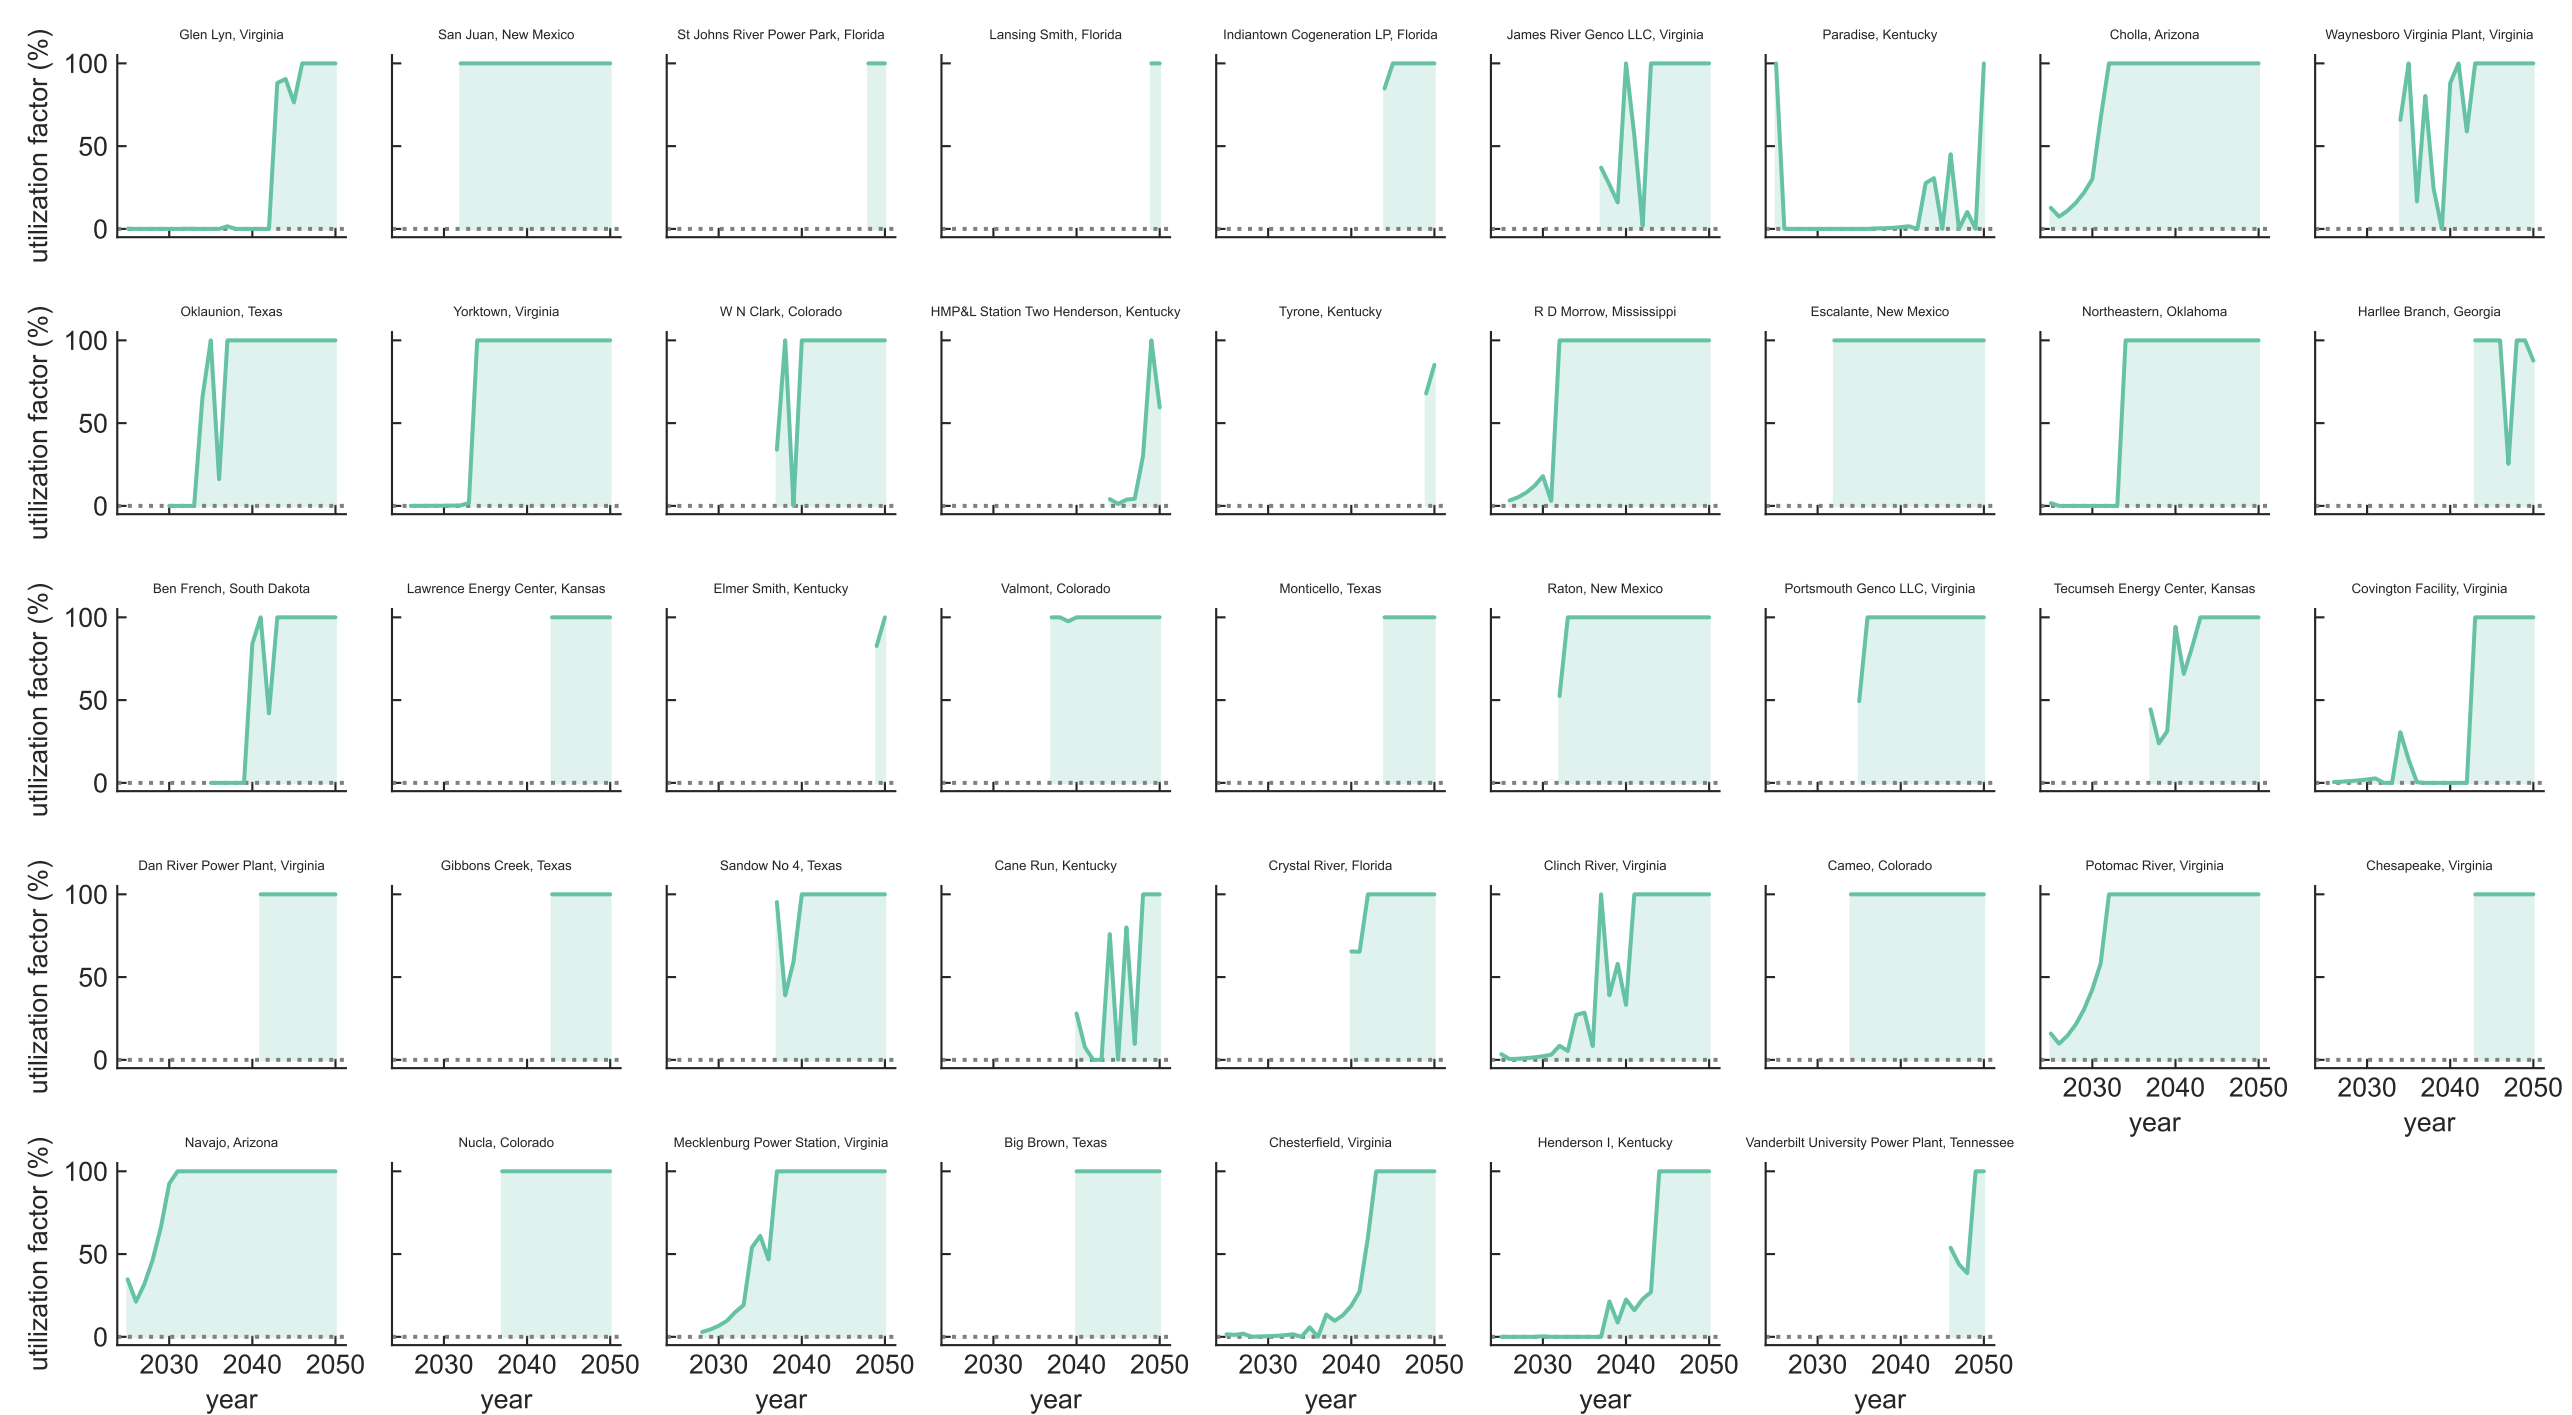 Glen Lyn, Virginia
San Juan, New Mexico
St Johns River Power Park, Florida
Lansing Smith, Florida
Indiantown Cogeneration LP, Florida
James River Genco LLC, Virginia
Paradise, Kentucky
Cholla, Arizona
Waynesboro Virginia Plant, Virginia
utilization factor (%)
100
50
0
Oklaunion, Texas
Yorktown, Virginia
W N Clark, Colorado
HMP&L Station Two Henderson, Kentucky
Tyrone, Kentucky
R D Morrow, Mississippi
Escalante, New Mexico
Northeastern, Oklahoma
Harllee Branch, Georgia
utilization factor (%)
100
50
0
Ben French, South Dakota
Lawrence Energy Center, Kansas
Elmer Smith, Kentucky
Valmont, Colorado
Monticello, Texas
Raton, New Mexico
Portsmouth Genco LLC, Virginia
Tecumseh Energy Center, Kansas
Covington Facility, Virginia
utilization factor (%)
100
50
0
Dan River Power Plant, Virginia
Gibbons Creek, Texas
Sandow No 4, Texas
Cane Run, Kentucky
Crystal River, Florida
Clinch River, Virginia
Cameo, Colorado
Potomac River, Virginia
Chesapeake, Virginia
utilization factor (%)
100
50
0
2030 2040 2050
year
2030 2040 2050
year
Navajo, Arizona
Nucla, Colorado
Mecklenburg Power Station, Virginia
Big Brown, Texas
Chesterfield, Virginia
Henderson I, Kentucky
Vanderbilt University Power Plant, Tennessee
utilization factor (%)
100
50
0
2030 2040 2050
year
2030 2040 2050
year
2030 2040 2050
year
2030 2040 2050
year
2030 2040 2050
year
2030 2040 2050
year
2030 2040 2050
year